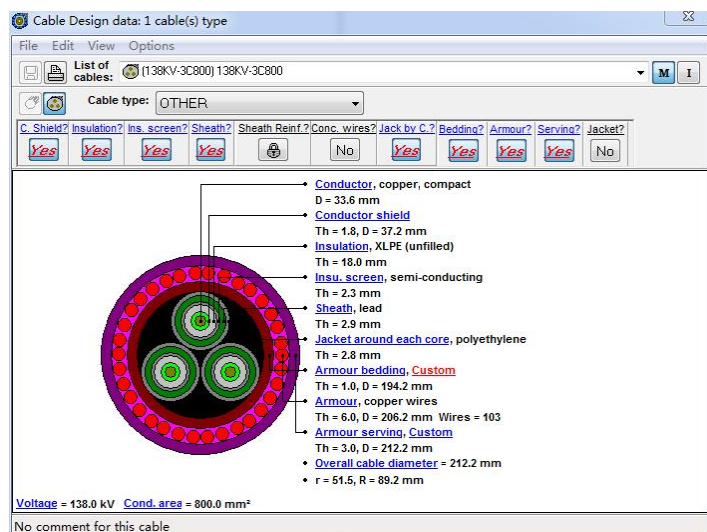 Cable Design data: 1 cable(s) type
File Edit View Options
List of cables: (138KV-3C800) 138KV-3C800 M I
Cable type: OTHER
C. Shield? Insulation? Ins. screen? Sheath? Sheath Reinf.? Conc. wires? Jack by C.? Bedding? Armour? Serving? Jacket?
Yes Yes Yes Yes No Yes Yes Yes Yes No
Conductor, copper, compact
D = 33.6 mm
Conductor shield
Th = 1.8, D = 37.2 mm
Insulation, XLPE (unfilled)
Th = 18.0 mm
Insu. screen, semi-conducting
Th = 2.3 mm
Sheath, lead
Th = 2.9 mm
Jacket around each core, polyethylene
Th = 2.8 mm
Armour bedding, Custom
Th = 1.0, D = 194.2 mm
Armour, copper wires
Th = 6.0, D = 206.2 mm Wires = 103
Armour serving, Custom
Th = 3.0, D = 212.2 mm
Overall cable diameter = 212.2 mm
r = 51.5, R = 89.2 mm
Voltage = 138.0 kV Cond. area = 800.0 mm²
No comment for this cable